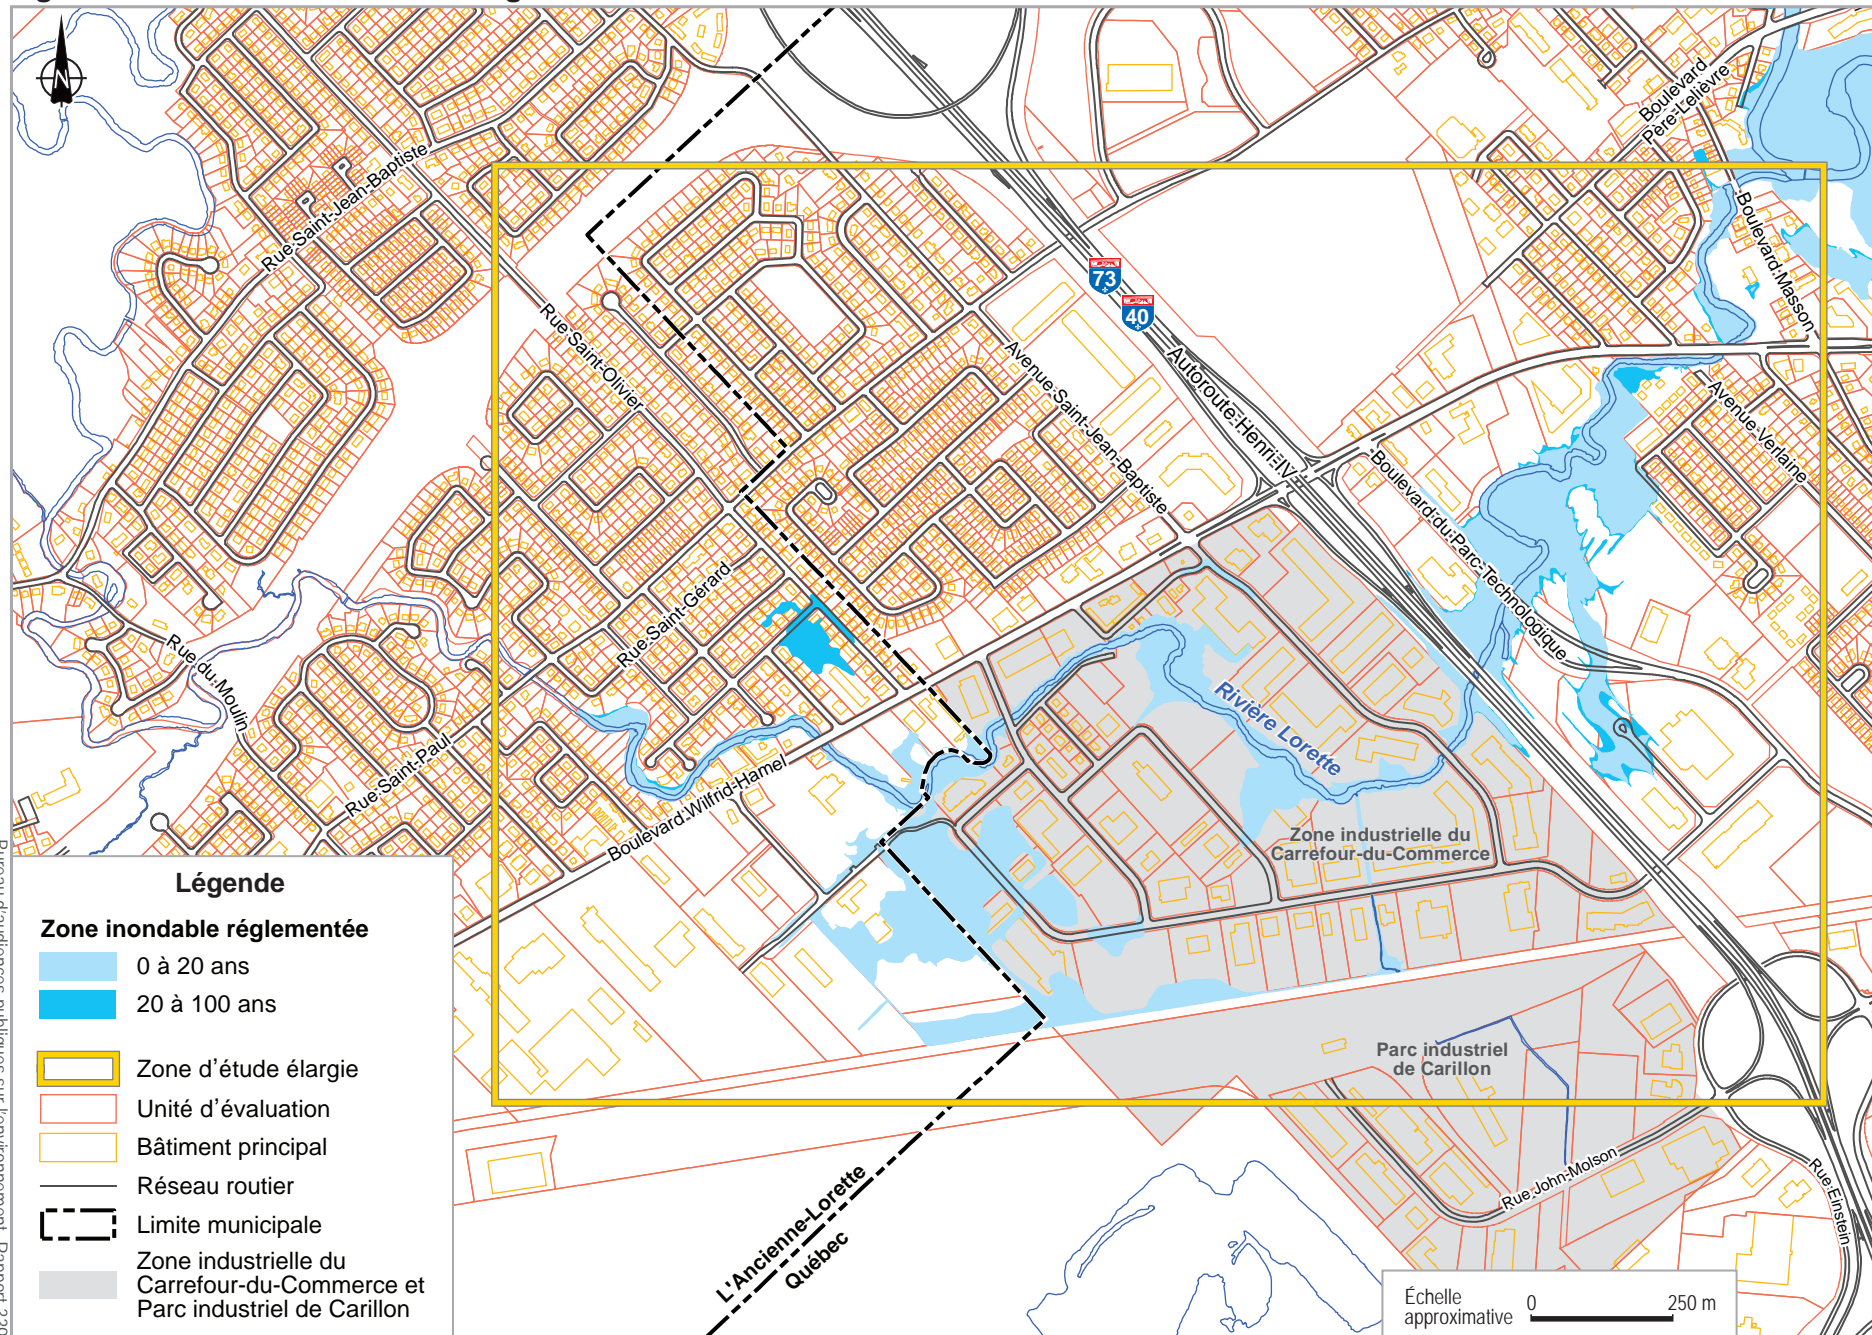 N
Boulevard
Père-Lelièvre
Rue Saint-Jean-Baptiste
Boulevard Masson
73
40
Rue Saint-Olivier
Avenue Saint-Jean-Baptiste
Autoroute Henri-IV
Avenue Verlaine
Boulevard du Parc-Technologique
Rue Saint-Gérard
Rue du Moulin
Rivière Lorette
Rue Saint-Paul
Boulevard Wilfrid-Hamel
Zone industrielle du
Carrefour-du-Commerce
Parc industriel
de Carillon
Rue John-Molson
Rue Einstein
L'Ancienne-Lorette
Québec
Légende
Zone inondable réglementée
0 à 20 ans
20 à 100 ans
Zone d'étude élargie
Unité d'évaluation
Bâtiment principal
Réseau routier
Limite municipale
Zone industrielle du
Carrefour-du-Commerce et
Parc industriel de Carillon
Échelle
approximative
0
250 m